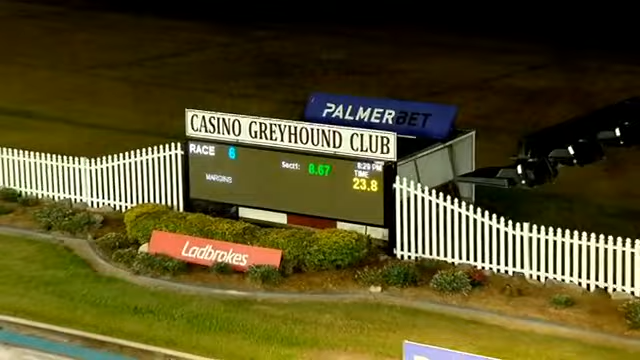 PALMERBET
CASINO GREYHOUND CLUB
RACE 6
Sect1: 8.67
8:29 PM
TIME
MARGINS
23.8
Ladbrokes